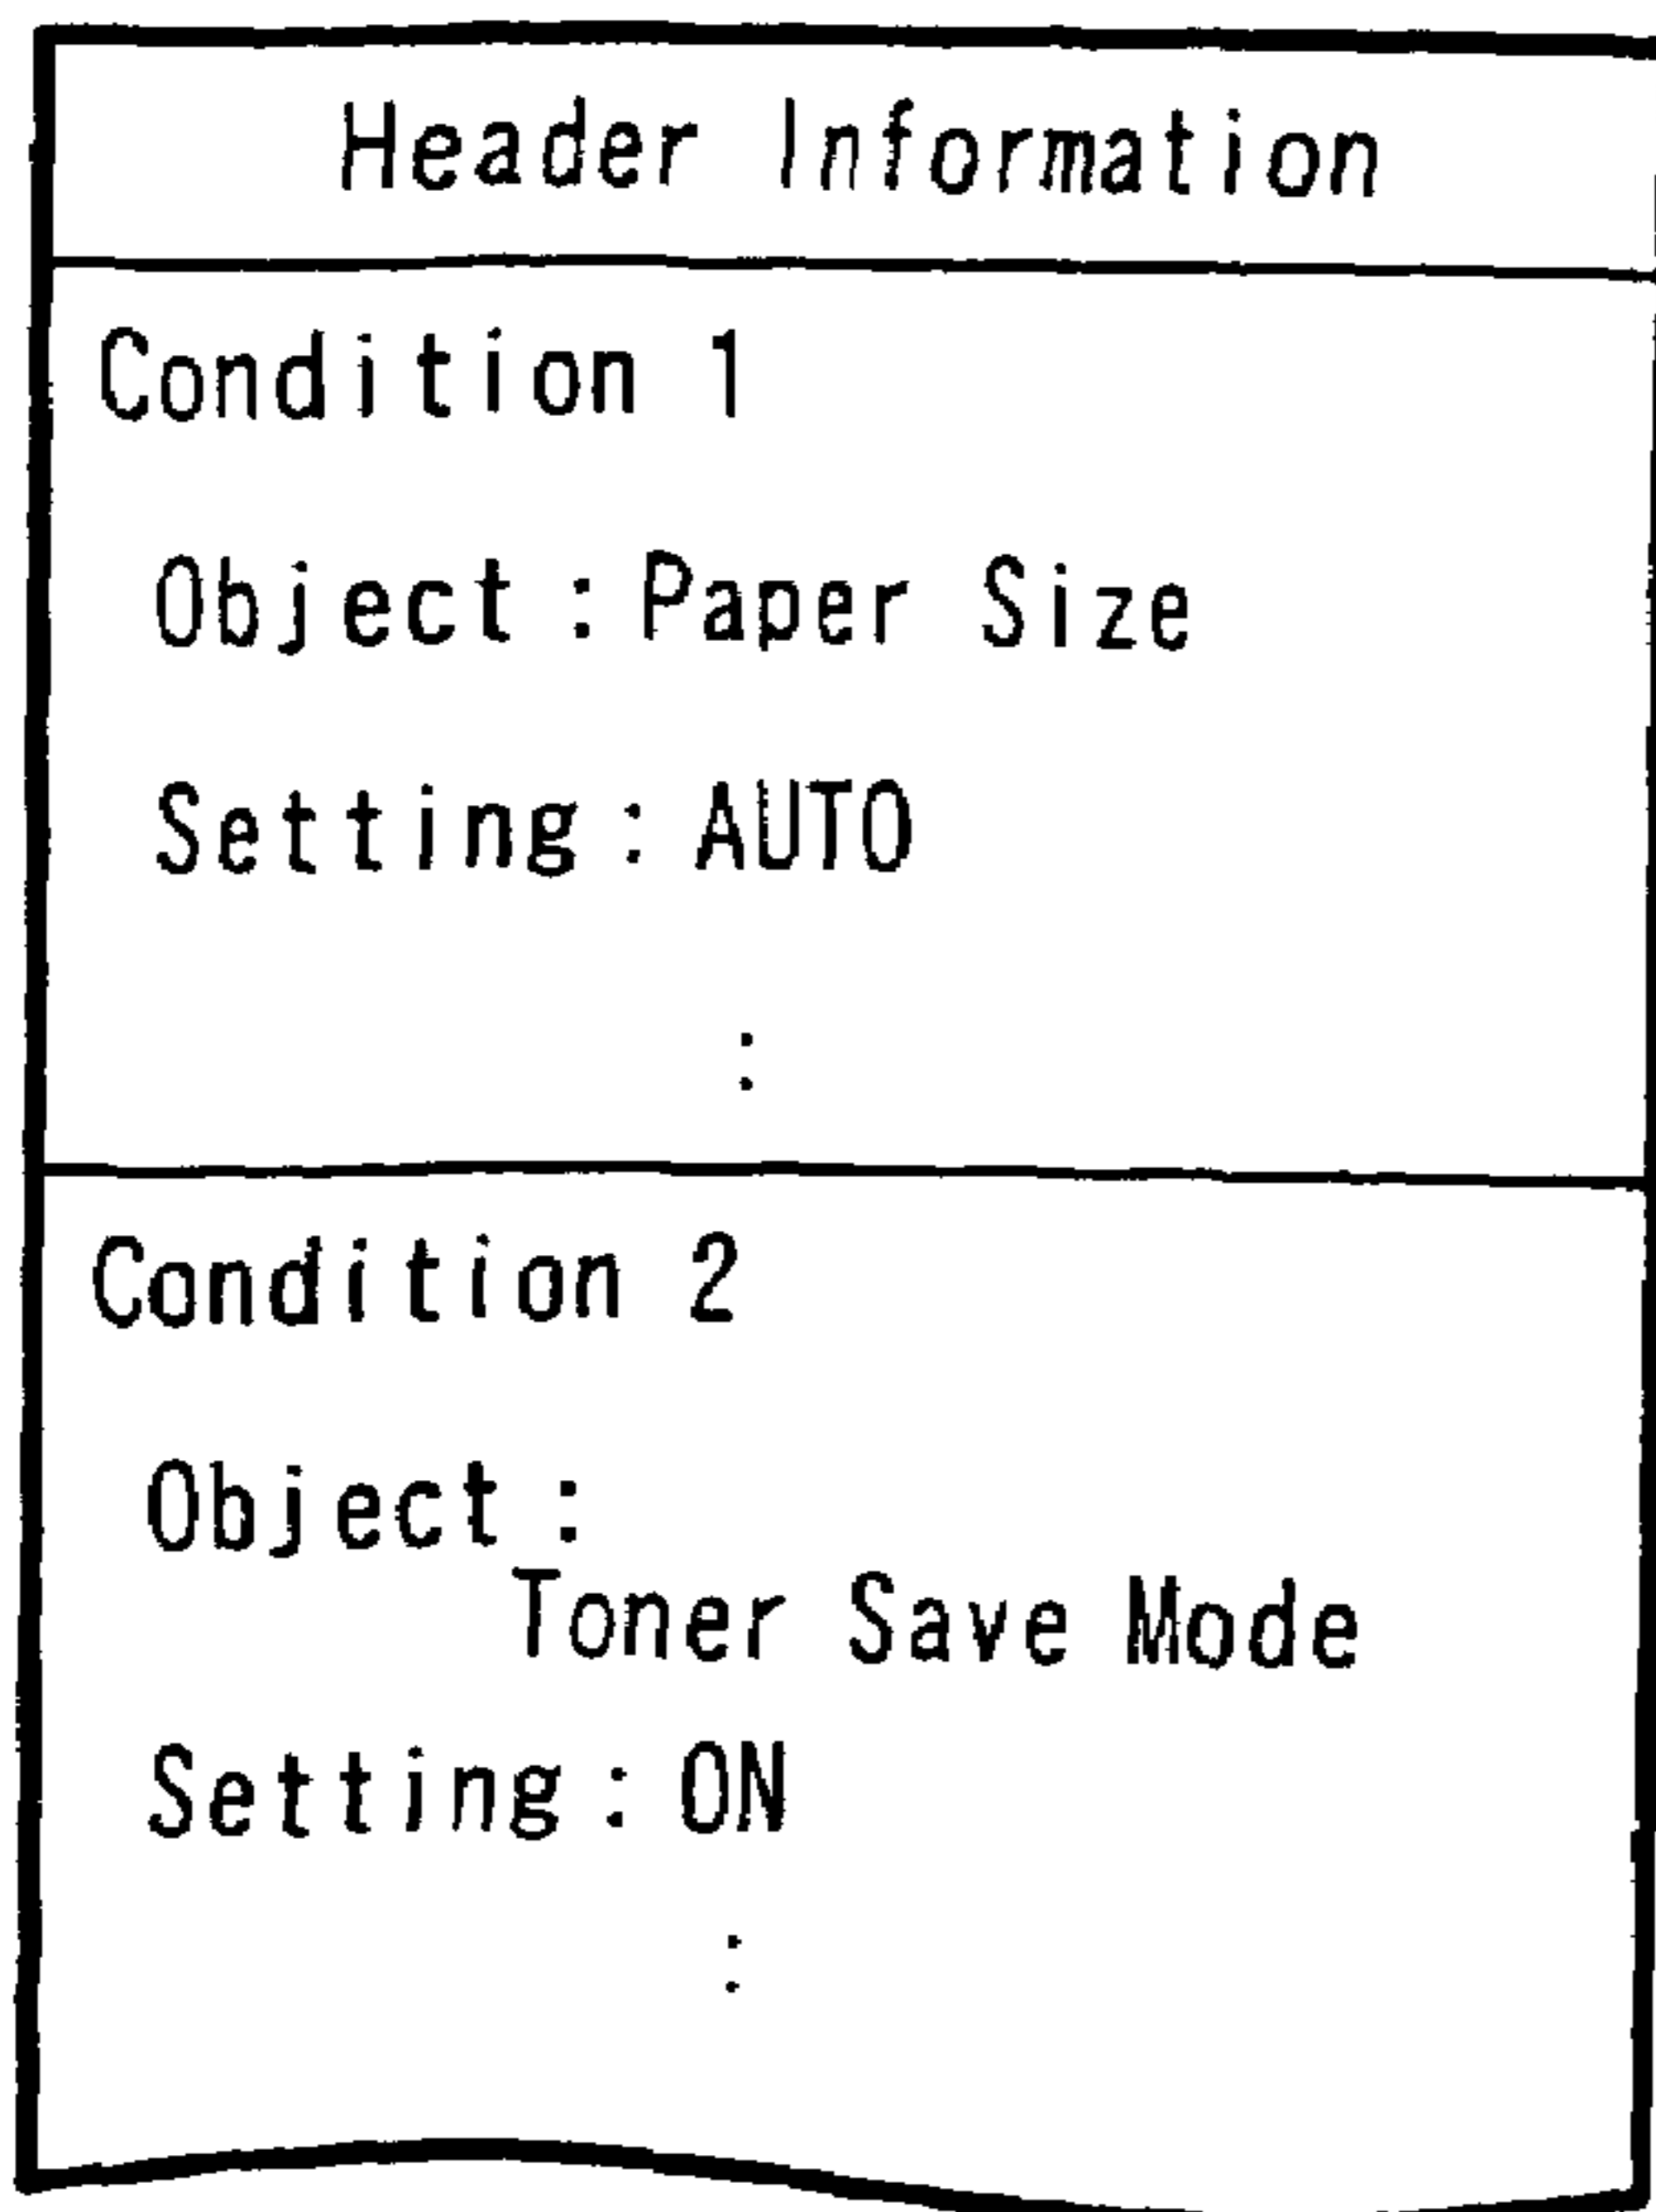 Header Information
Condition 1
Object:Paper Size
Setting:AUTO
:
Condition 2
Object:
Toner Save Mode
Setting:ON
: